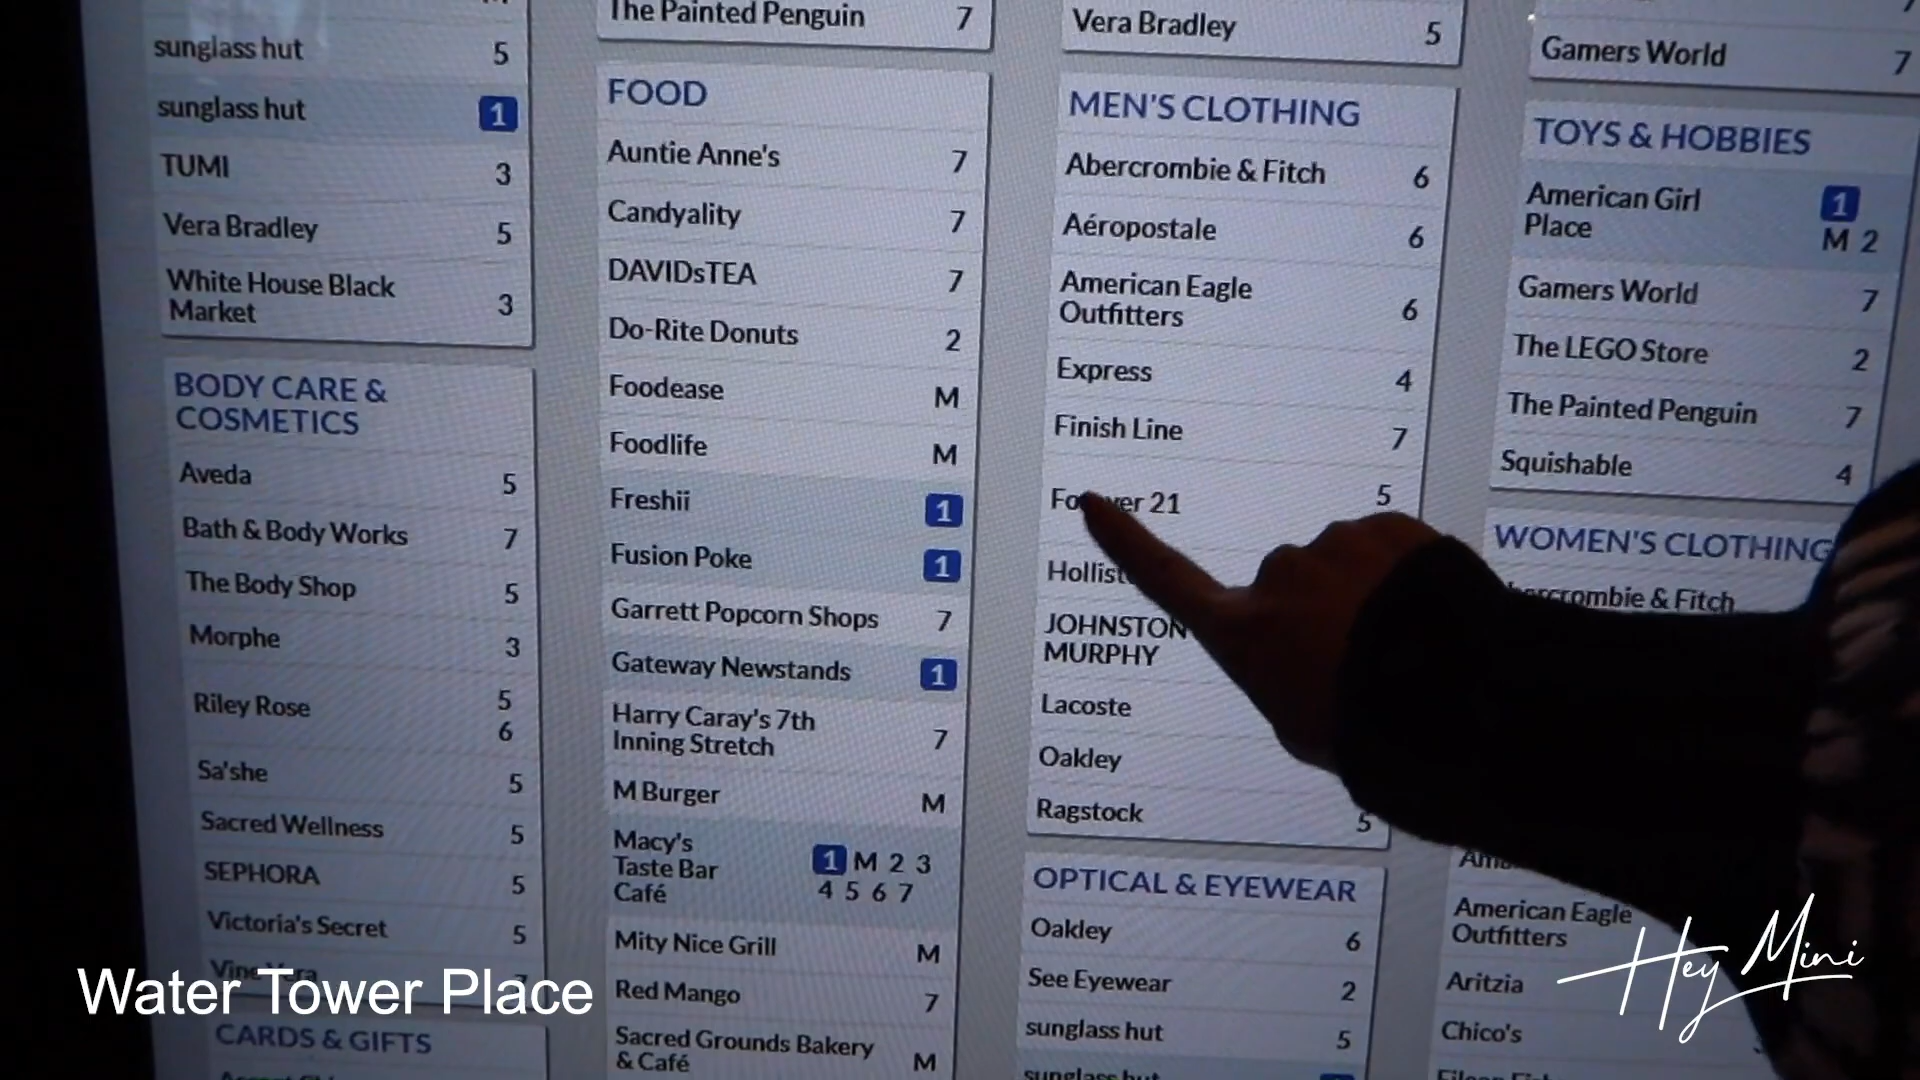 sunglass hut 5
sunglass hut 1
TUMI 3
Vera Bradley 5
White House Black
Market 3
BODY CARE &
COSMETICS
Aveda 5
Bath & Body Works 7
The Body Shop 5
Morphe 3
Riley Rose 5
6
Sa'she 5
Sacred Wellness 5
SEPHORA 5
Victoria's Secret 5
CARDS & GIFTS
The Painted Penguin 7
FOOD
Auntie Anne's 7
Candyality 7
DAVIDsTEA 7
Do-Rite Donuts 2
Foodease M
Foodlife M
Freshii 1
Fusion Poke 1
Garrett Popcorn Shops 7
Gateway Newstands 1
Harry Caray's 7th
Inning Stretch 7
M Burger M
Macy's
Taste Bar
Café
1 M 2 3
4 5 6 7
Mity Nice Grill M
Red Mango 7
Sacred Grounds Bakery
& Café M
Vera Bradley 5
MEN'S CLOTHING
Abercrombie & Fitch 6
Aéropostale 6
American Eagle
Outfitters 6
Express 4
Finish Line 7
21 5
JOHNSTON
MURPHY
Lacoste
Oakley
Ragstock 5
OPTICAL & EYEWEAR
Oakley 6
See Eyewear 2
sunglass hut 5
sunglass hut
Gamers World 7
TOYS & HOBBIES
American Girl
Place
1
M 2
Gamers World 7
The LEGO Store 2
The Painted Penguin 7
Squishable 4
WOMEN'S CLOTHING
& Fitch
American Eagle
Outfitters
Aritzia
Chico's
Water Tower Place
Hey Mini